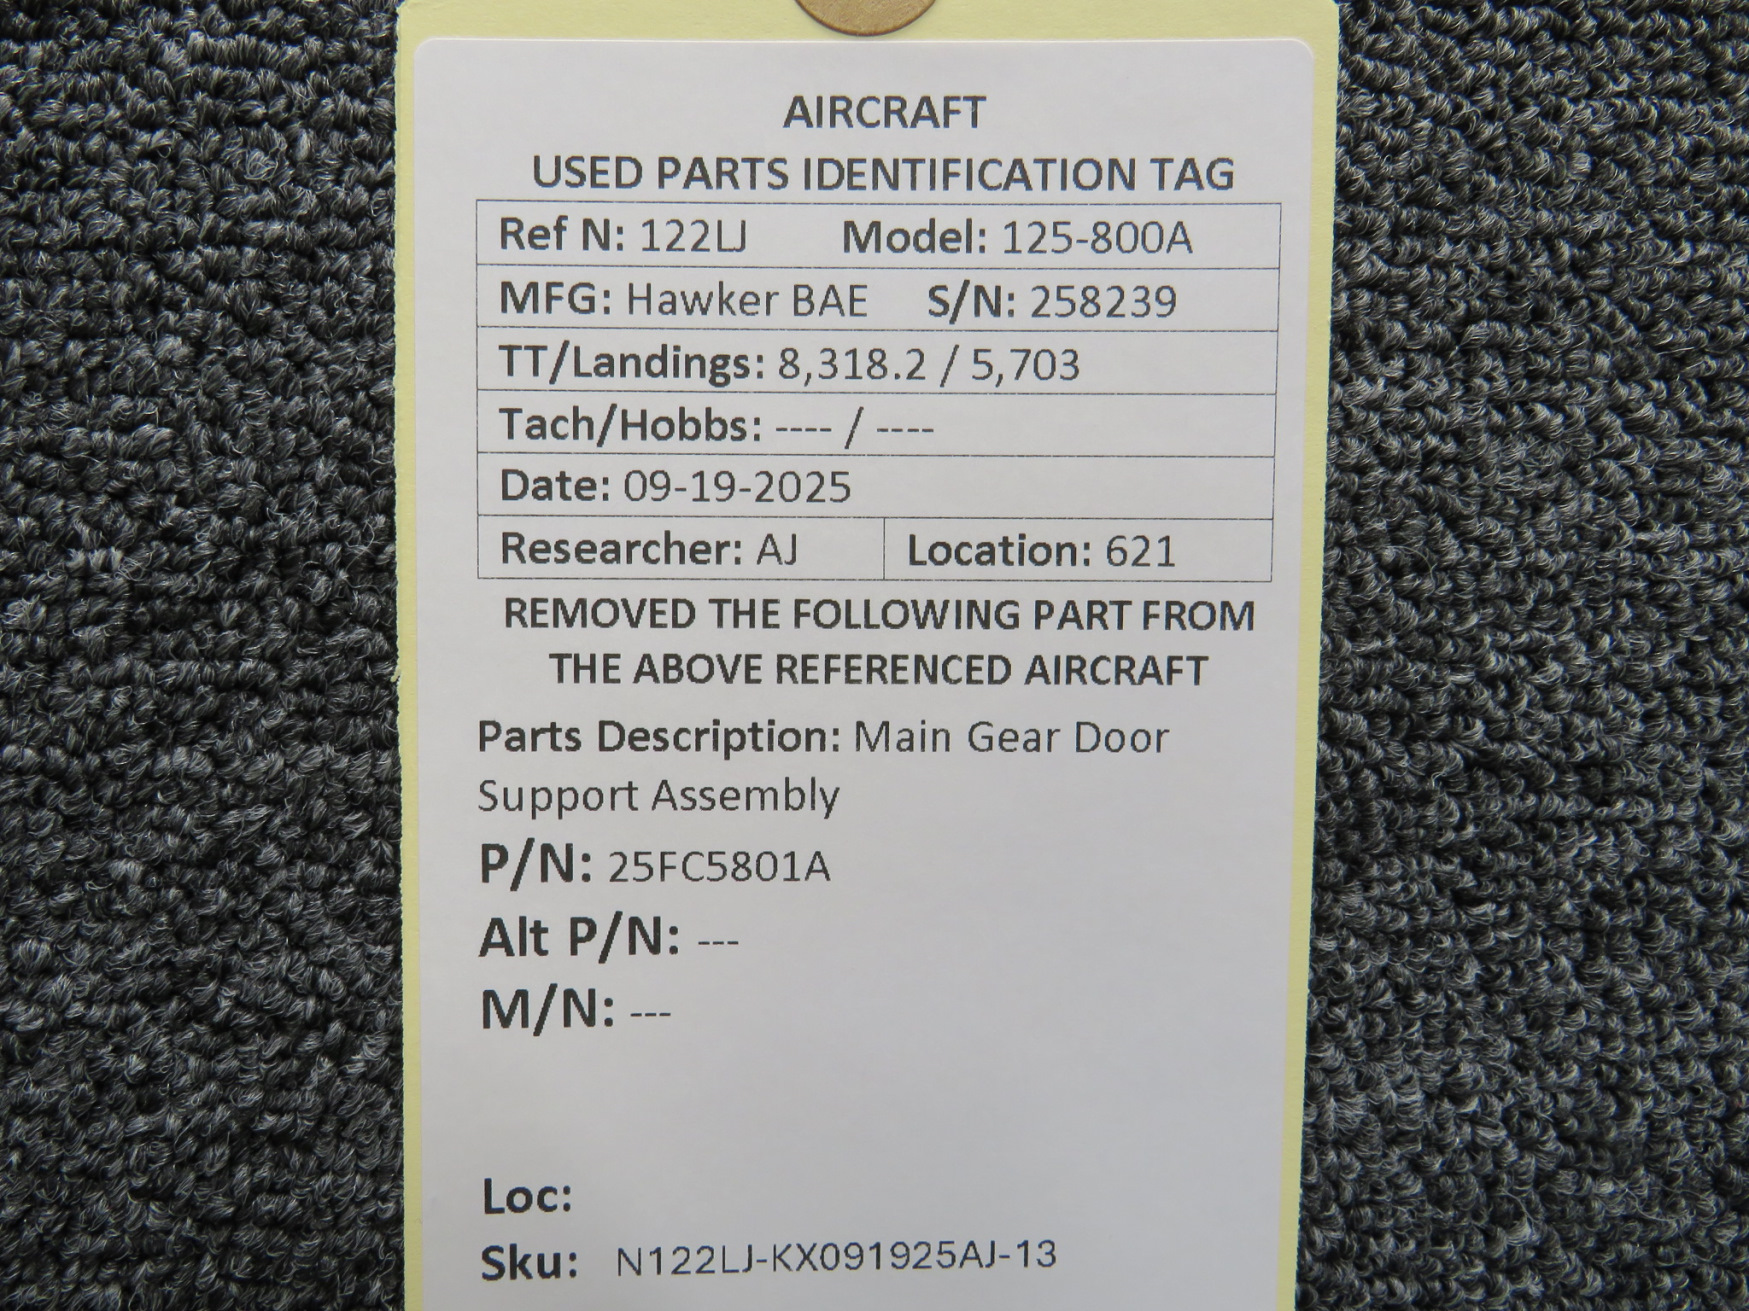 AIRCRAFT
USED PARTS IDENTIFICATION TAG
Ref N: 122LJ Model: 125-800A
MFG: Hawker BAE S/N: 258239
TT/Landings: 8,318.2 / 5,703
Tach/Hobbs: ---- / ----
Date: 09-19-2025
Researcher: AJ Location: 621
REMOVED THE FOLLOWING PART FROM
THE ABOVE REFERENCED AIRCRAFT
Parts Description: Main Gear Door
Support Assembly
P/N: 25FC5801A
Alt P/N: ---
M/N: ---
Loc:
Sku: N122LJ-KX091925AJ-13